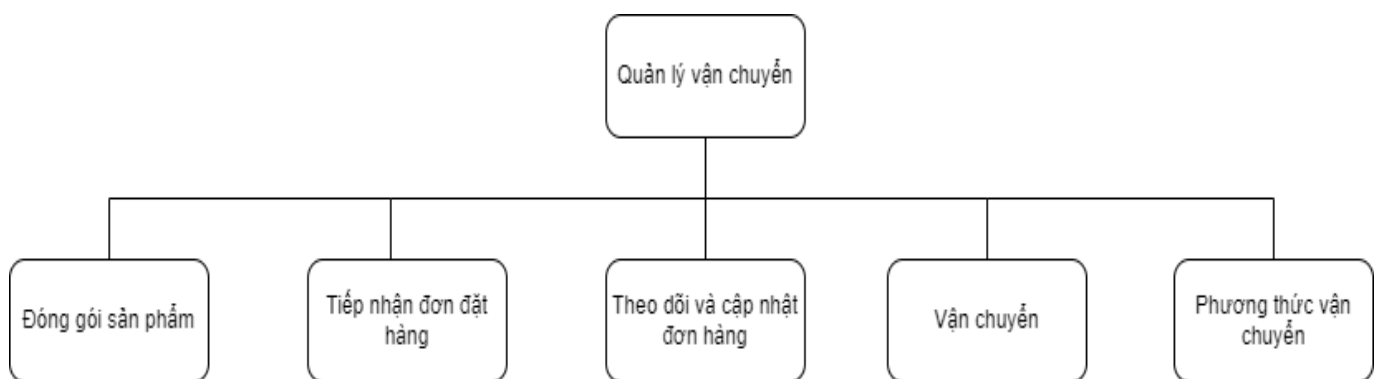 Quản lý vận chuyển
Đóng gói sản phẩm
Tiếp nhận đơn đặt
hàng
Theo dõi và cập nhật
đơn hàng
Vận chuyển
Phương thức vận
chuyển